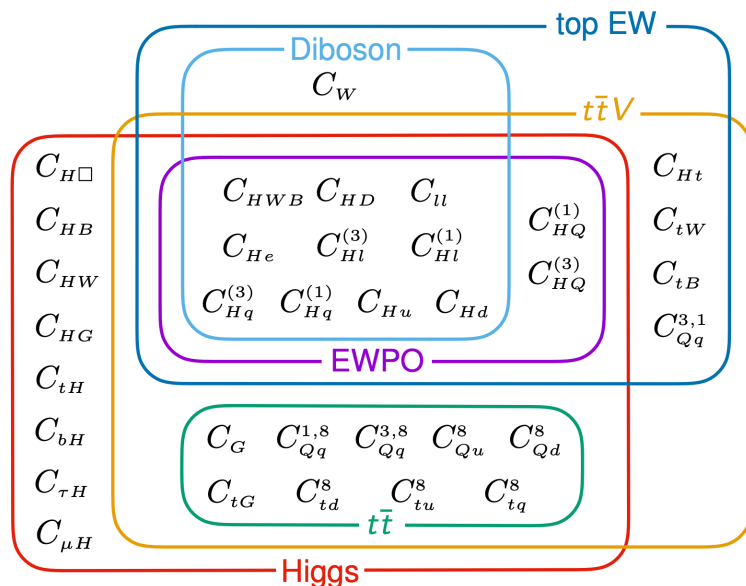 top EW
Diboson
C_W
tt̄V
C_{H□}
C_{HB}
C_{HW}
C_{HG}
C_{tH}
C_{bH}
C_{τH}
C_{μH}
C_{HWB} C_{HD} C_{ll}
C_{He} C_{Hl}^{(3)} C_{Hl}^{(1)}
C_{Hq}^{(3)} C_{Hq}^{(1)} C_{Hu} C_{Hd}
C_{HQ}^{(1)}
C_{HQ}^{(3)}
C_{Ht}
C_{tW}
C_{tB}
C_{Qq}^{3,1}
EWPO
C_G C_{Qq}^{1,8} C_{Qq}^{3,8} C_{Qu}^{8} C_{Qd}^{8}
C_{tG} C_{td}^{8} C_{tu}^{8} C_{tq}^{8}
tt̄
Higgs